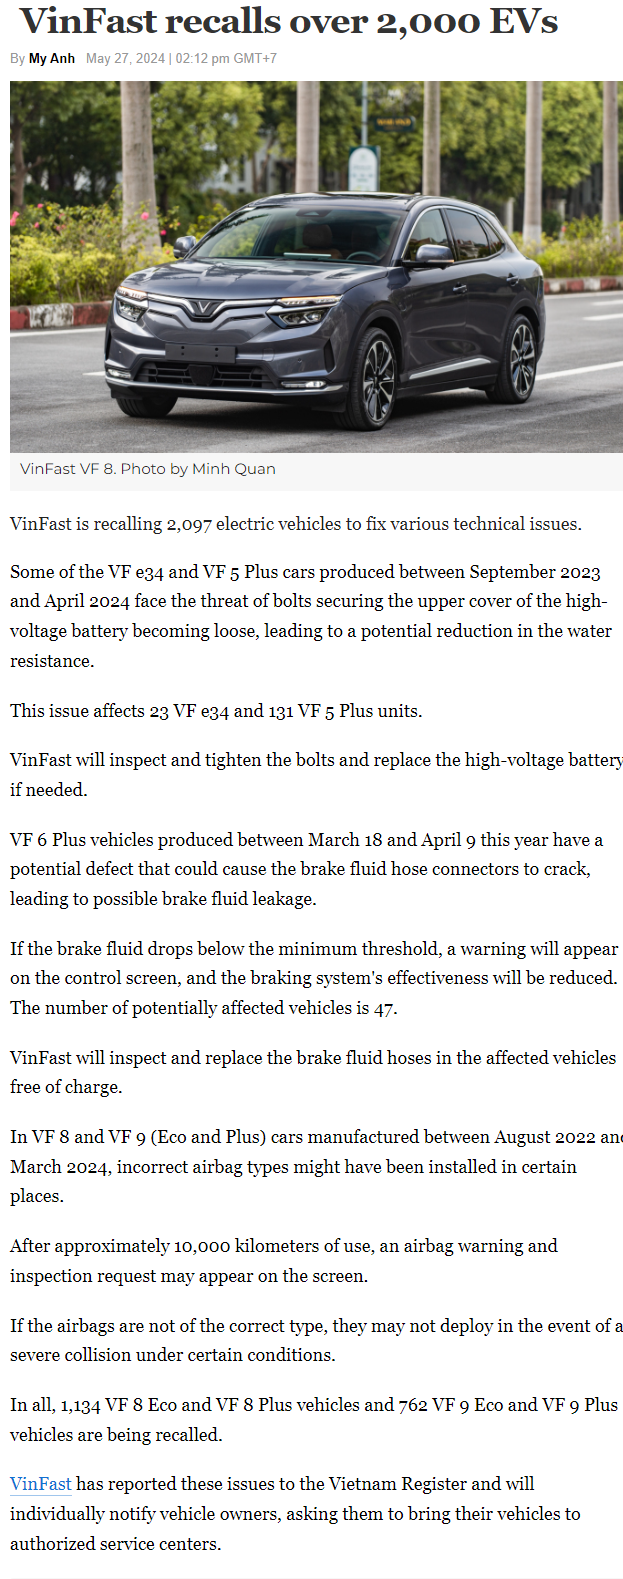 VinFast recalls over 2,000 EVs
By My Anh May 27, 2024 | 02:12 pm GMT+7
VinFast VF 8. Photo by Minh Quan
VinFast is recalling 2,097 electric vehicles to fix various technical issues.
Some of the VF e34 and VF 5 Plus cars produced between September 2023
and April 2024 face the threat of bolts securing the upper cover of the high-
voltage battery becoming loose, leading to a potential reduction in the water
resistance.
This issue affects 23 VF e34 and 131 VF 5 Plus units.
VinFast will inspect and tighten the bolts and replace the high-voltage battery
if needed.
VF 6 Plus vehicles produced between March 18 and April 9 this year have a
potential defect that could cause the brake fluid hose connectors to crack,
leading to possible brake fluid leakage.
If the brake fluid drops below the minimum threshold, a warning will appear
on the control screen, and the braking system's effectiveness will be reduced.
The number of potentially affected vehicles is 47.
VinFast will inspect and replace the brake fluid hoses in the affected vehicles
free of charge.
In VF 8 and VF 9 (Eco and Plus) cars manufactured between August 2022 and
March 2024, incorrect airbag types might have been installed in certain
places.
After approximately 10,000 kilometers of use, an airbag warning and
inspection request may appear on the screen.
If the airbags are not of the correct type, they may not deploy in the event of a
severe collision under certain conditions.
In all, 1,134 VF 8 Eco and VF 8 Plus vehicles and 762 VF 9 Eco and VF 9 Plus
vehicles are being recalled.
VinFast has reported these issues to the Vietnam Register and will
individually notify vehicle owners, asking them to bring their vehicles to
authorized service centers.